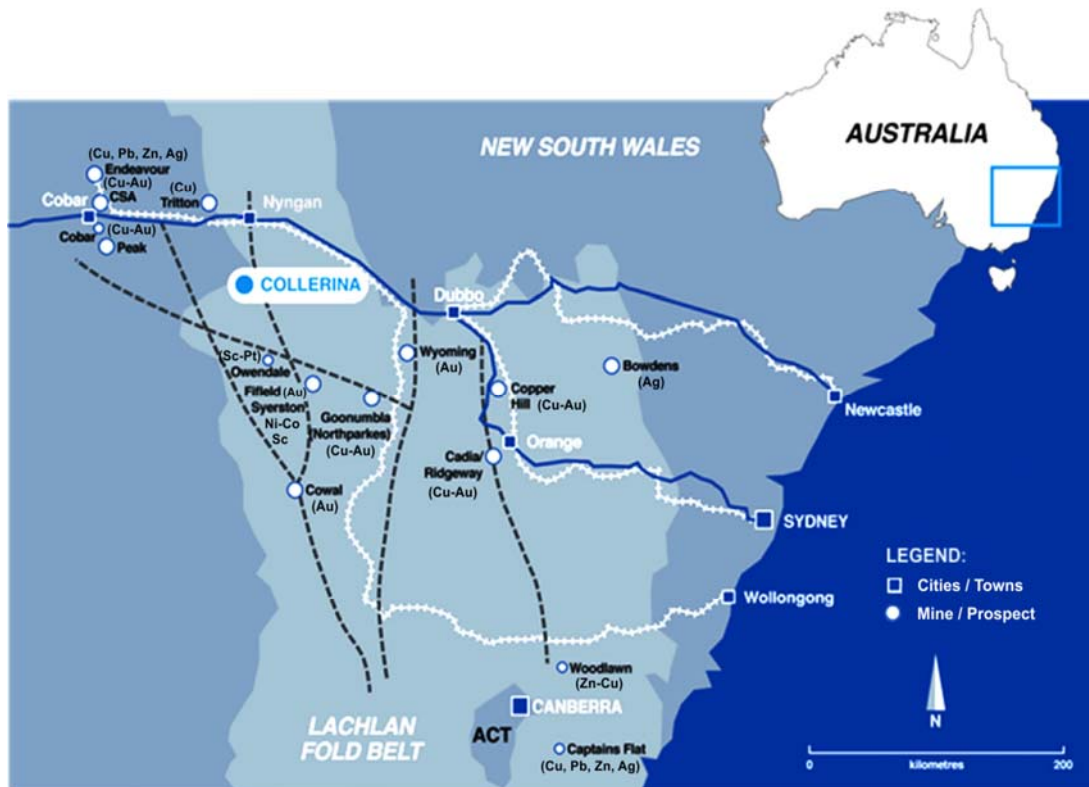 AUSTRALIA
NEW SOUTH WALES
(Cu, Pb, Zn, Ag)
Endeavour
(Cu-Au)
CSA
(Cu)
Tritton
Cobar
Nyngan
Cobar
(Cu-Au)
Peak
COLLERINA
Dubbo
(Sc-Pt)
Owendale
Wyoming
(Au)
Bowdens
(Ag)
Fifield (Au)
Syerston
Ni-Co
Sc
Goonumbla
(Northparkes)
(Cu-Au)
Copper
Hill (Cu-Au)
Newcastle
Orange
Cadia/
Ridgeway
(Cu-Au)
Cowal
(Au)
SYDNEY
LEGEND:
Cities / Towns
Mine / Prospect
Wollongong
Woodlawn
(Zn-Cu)
CANBERRA
ACT
LACHLAN
FOLD BELT
Captains Flat
(Cu, Pb, Zn, Ag)
N
0
200
kilometres